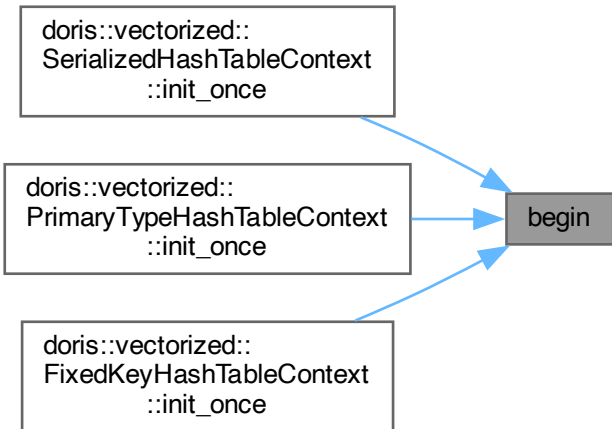 doris::vectorized::
SerializedHashTableContext
::init_once
doris::vectorized::
PrimaryTypeHashTableContext
::init_once
begin
doris::vectorized::
FixedKeyHashTableContext
::init_once